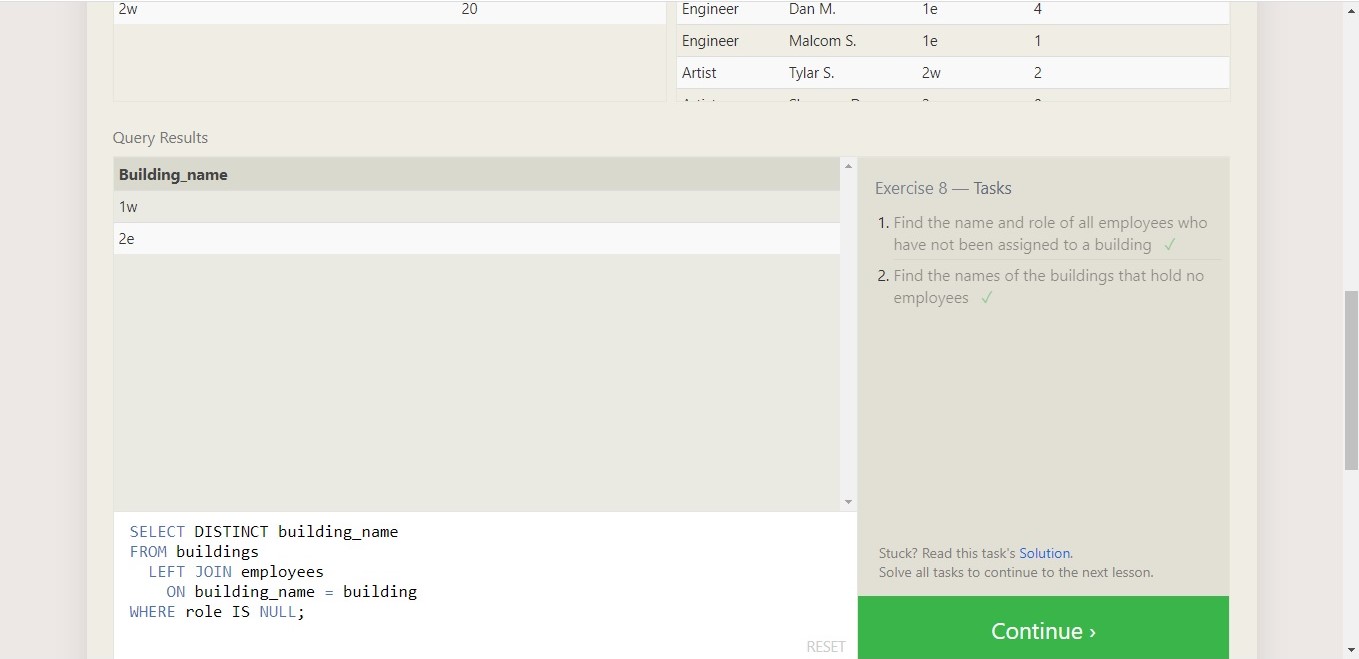 2w 20
Engineer Dan M. 1e 4
Engineer Malcom S. 1e 1
Artist Tylar S. 2w 2
Query Results
Building_name
1w
2e
Exercise 8 — Tasks
1. Find the name and role of all employees who
have not been assigned to a building ✓
2. Find the names of the buildings that hold no
employees ✓
SELECT DISTINCT building_name
FROM buildings
LEFT JOIN employees
ON building_name = building
WHERE role IS NULL;
RESET
Stuck? Read this task's Solution.
Solve all tasks to continue to the next lesson.
Continue ›